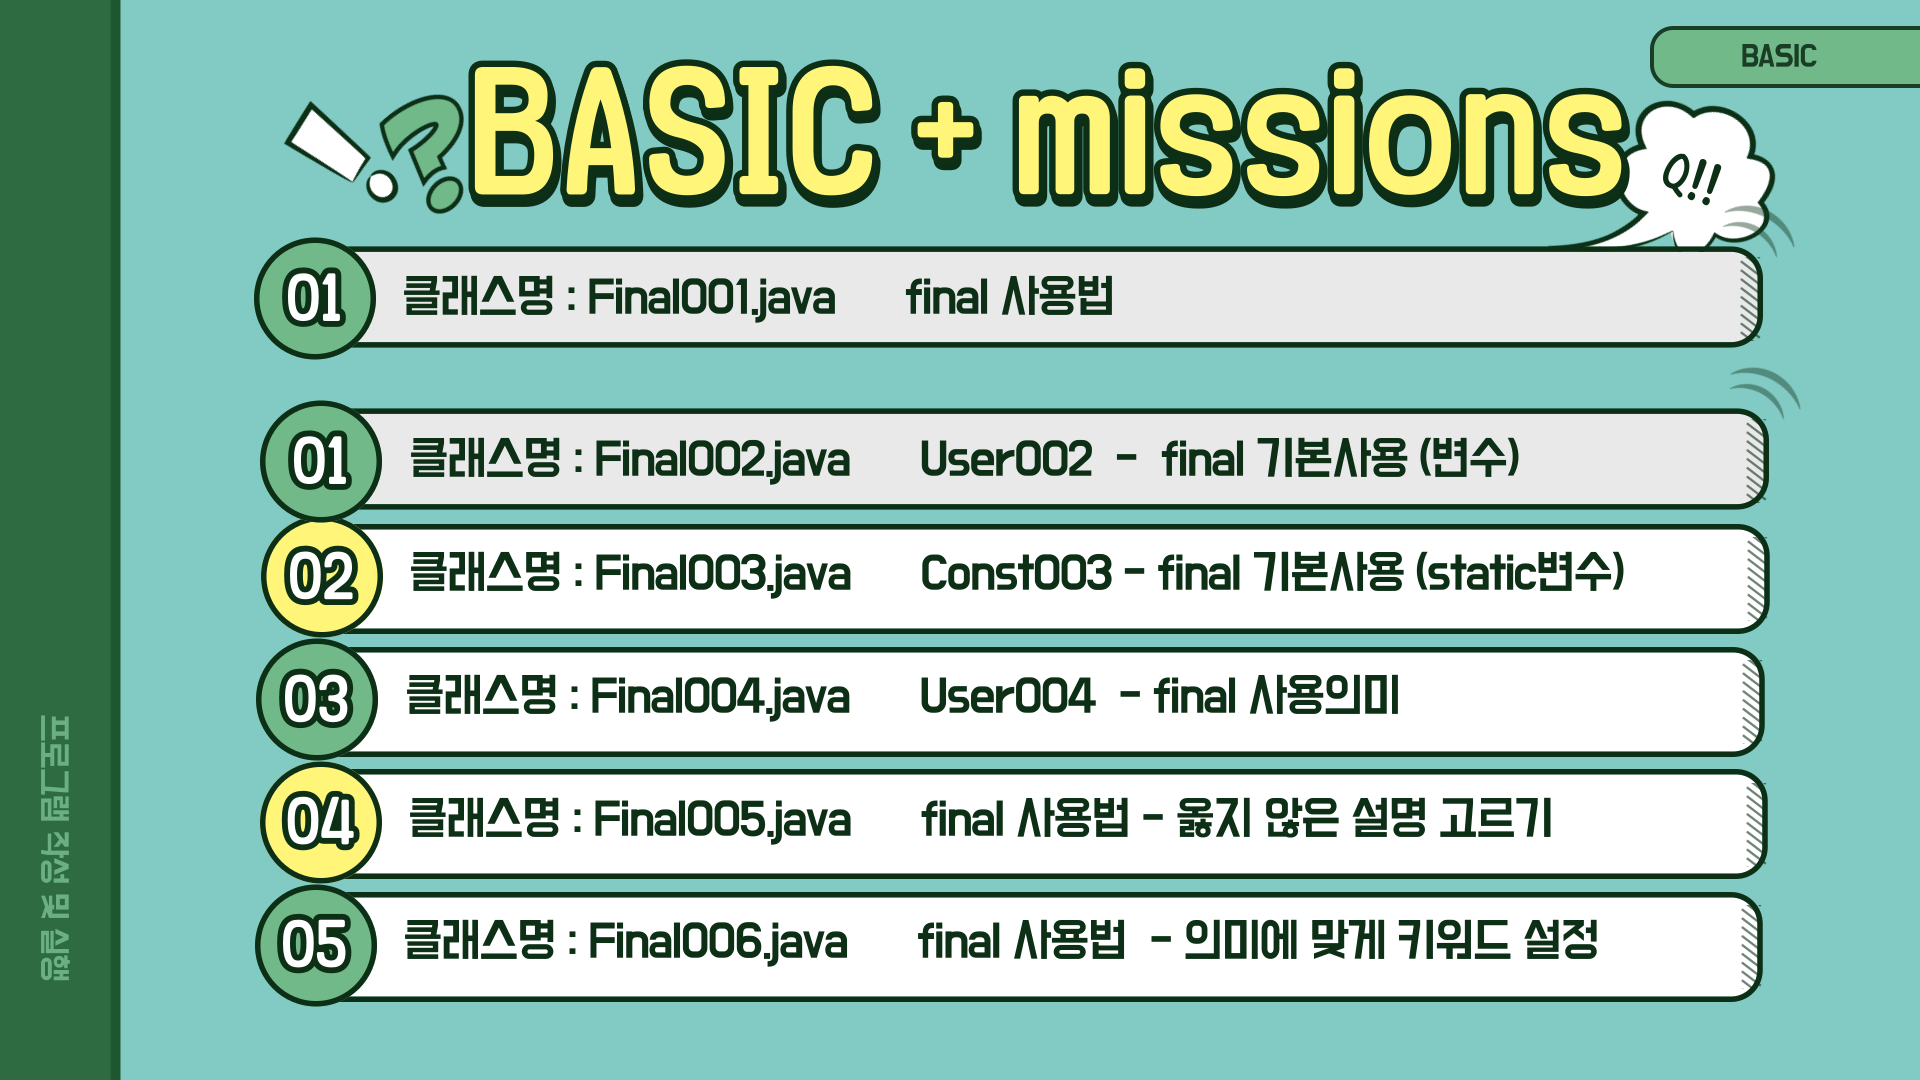 BASIC
BASIC + missions
Q!!
01 클래스명 : Final001.java final 사용법
01 클래스명 : Final002.java User002 - final 기본사용 (변수)
02 클래스명 : Final003.java Const003 - final 기본사용 (static변수)
03 클래스명 : Final004.java User004 - final 사용의미
04 클래스명 : Final005.java final 사용법 - 옳지 않은 설명 고르기
05 클래스명 : Final006.java final 사용법 - 의미에 맞게 키워드 설정
프로그램 작성 및 실행